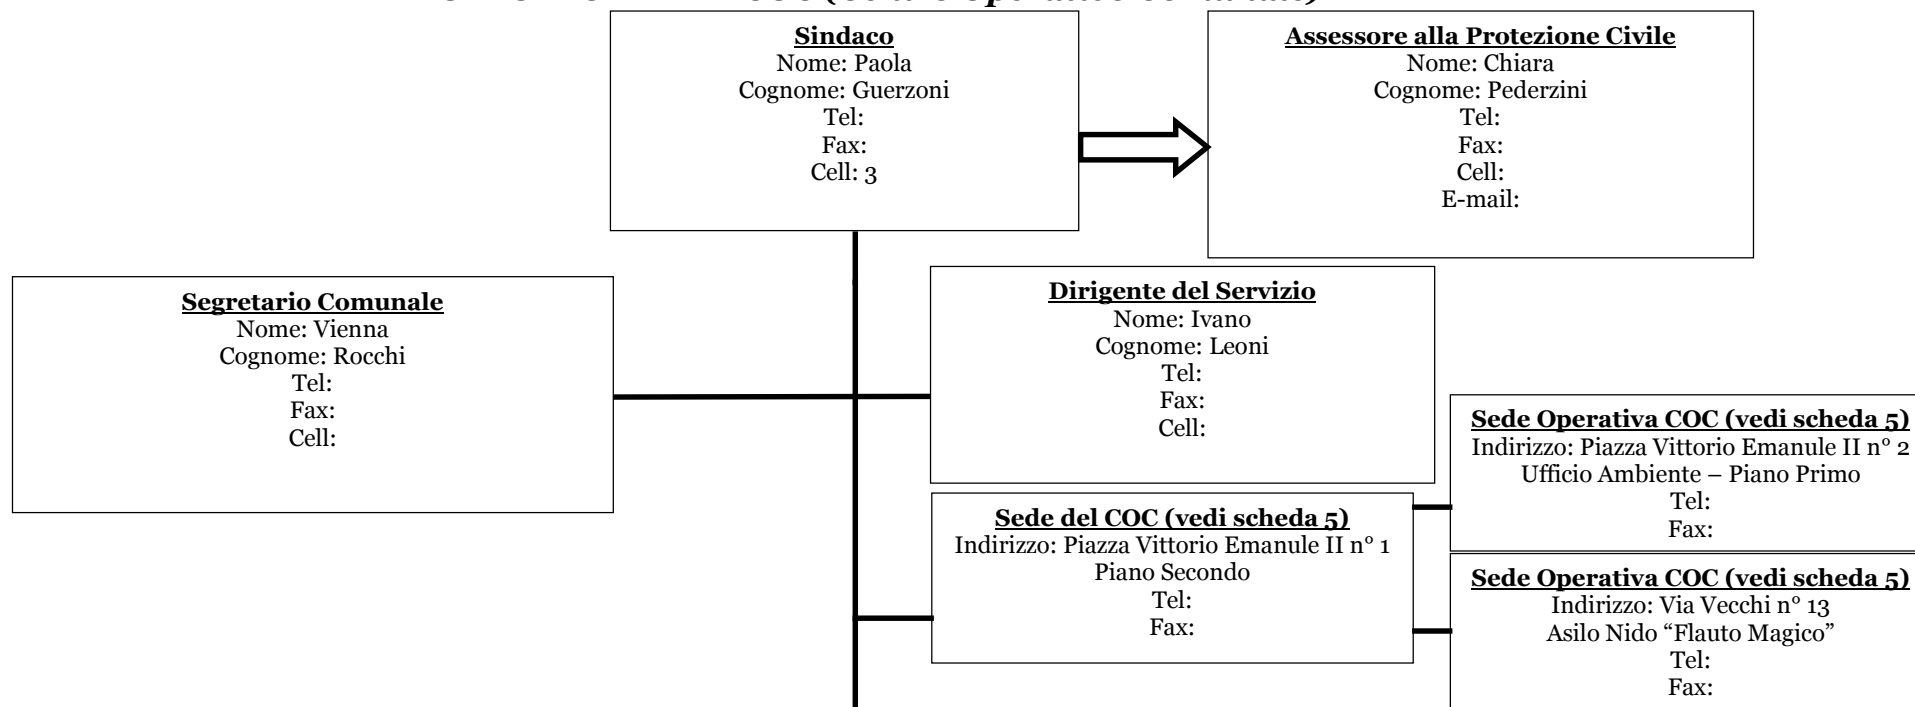 Sindaco
Nome: Paola
Cognome: Guerzoni
Tel:
Fax:
Cell: 3
Assessore alla Protezione Civile
Nome: Chiara
Cognome: Pederzini
Tel:
Fax:
Cell:
E-mail:
Segretario Comunale
Nome: Vienna
Cognome: Rocchi
Tel:
Fax:
Cell:
Dirigente del Servizio
Nome: Ivano
Cognome: Leoni
Tel:
Fax:
Cell:
Sede del COC (vedi scheda 5)
Indirizzo: Piazza Vittorio Emanule II n° 1
Piano Secondo
Tel:
Fax:
Sede Operativa COC (vedi scheda 5)
Indirizzo: Piazza Vittorio Emanule II n° 2
Ufficio Ambiente – Piano Primo
Tel:
Fax:
Sede Operativa COC (vedi scheda 5)
Indirizzo: Via Vecchi n° 13
Asilo Nido “Flauto Magico”
Tel:
Fax: